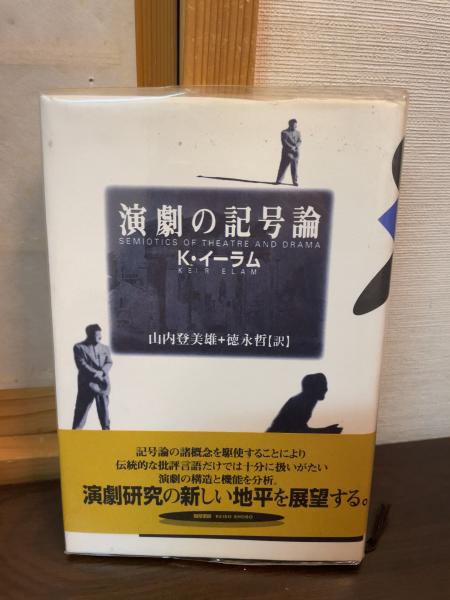 演劇の記号論
SEMIOTICS OF THEATRE AND DRAMA
K・イーラム
KEIR ELAM
山内登美雄+徳永哲【訳】
記号論の諸概念を駆使することにより
伝統的な批評言語だけでは十分に扱いがたい
演劇の構造と機能を分析。
演劇研究の新しい地平を展望する。
勁草書房 KEISO SHOBO